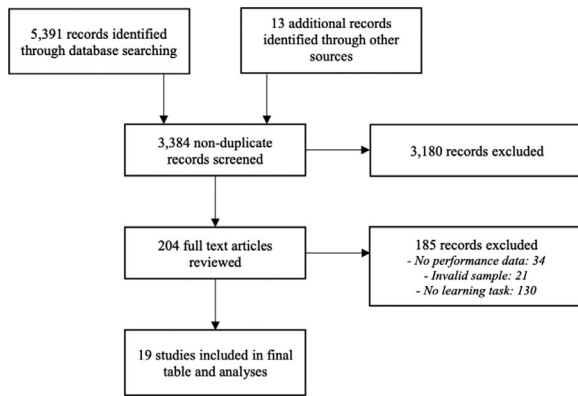 5,391 records identified
through database searching
13 additional records
identified through other
sources
3,384 non-duplicate
records screened
3,180 records excluded
204 full text articles
reviewed
185 records excluded
- No performance data: 34
- Invalid sample: 21
- No learning task: 130
19 studies included in final
table and analyses